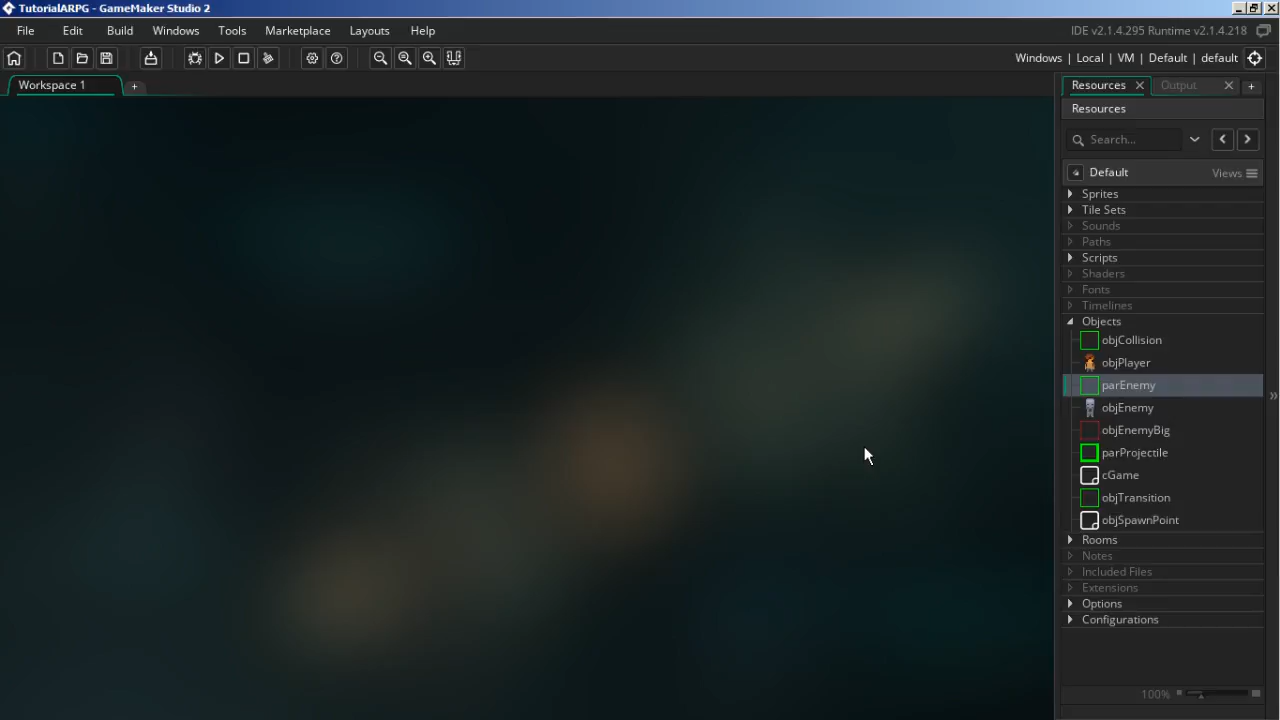 TutorialARPG - GameMaker Studio 2
File Edit Build Windows Tools Marketplace Layouts Help
IDE v2.1.4.295 Runtime v2.1.4.218
Windows | Local | VM | Default | default
Workspace 1
Resources Output
Resources
Search...
Default Views
Sprites
Tile Sets
Sounds
Paths
Scripts
Shaders
Fonts
Timelines
Objects
objCollision
objPlayer
parEnemy
objEnemy
objEnemyBig
parProjectile
cGame
objTransition
objSpawnPoint
Rooms
Notes
Included Files
Extensions
Options
Configurations
100%